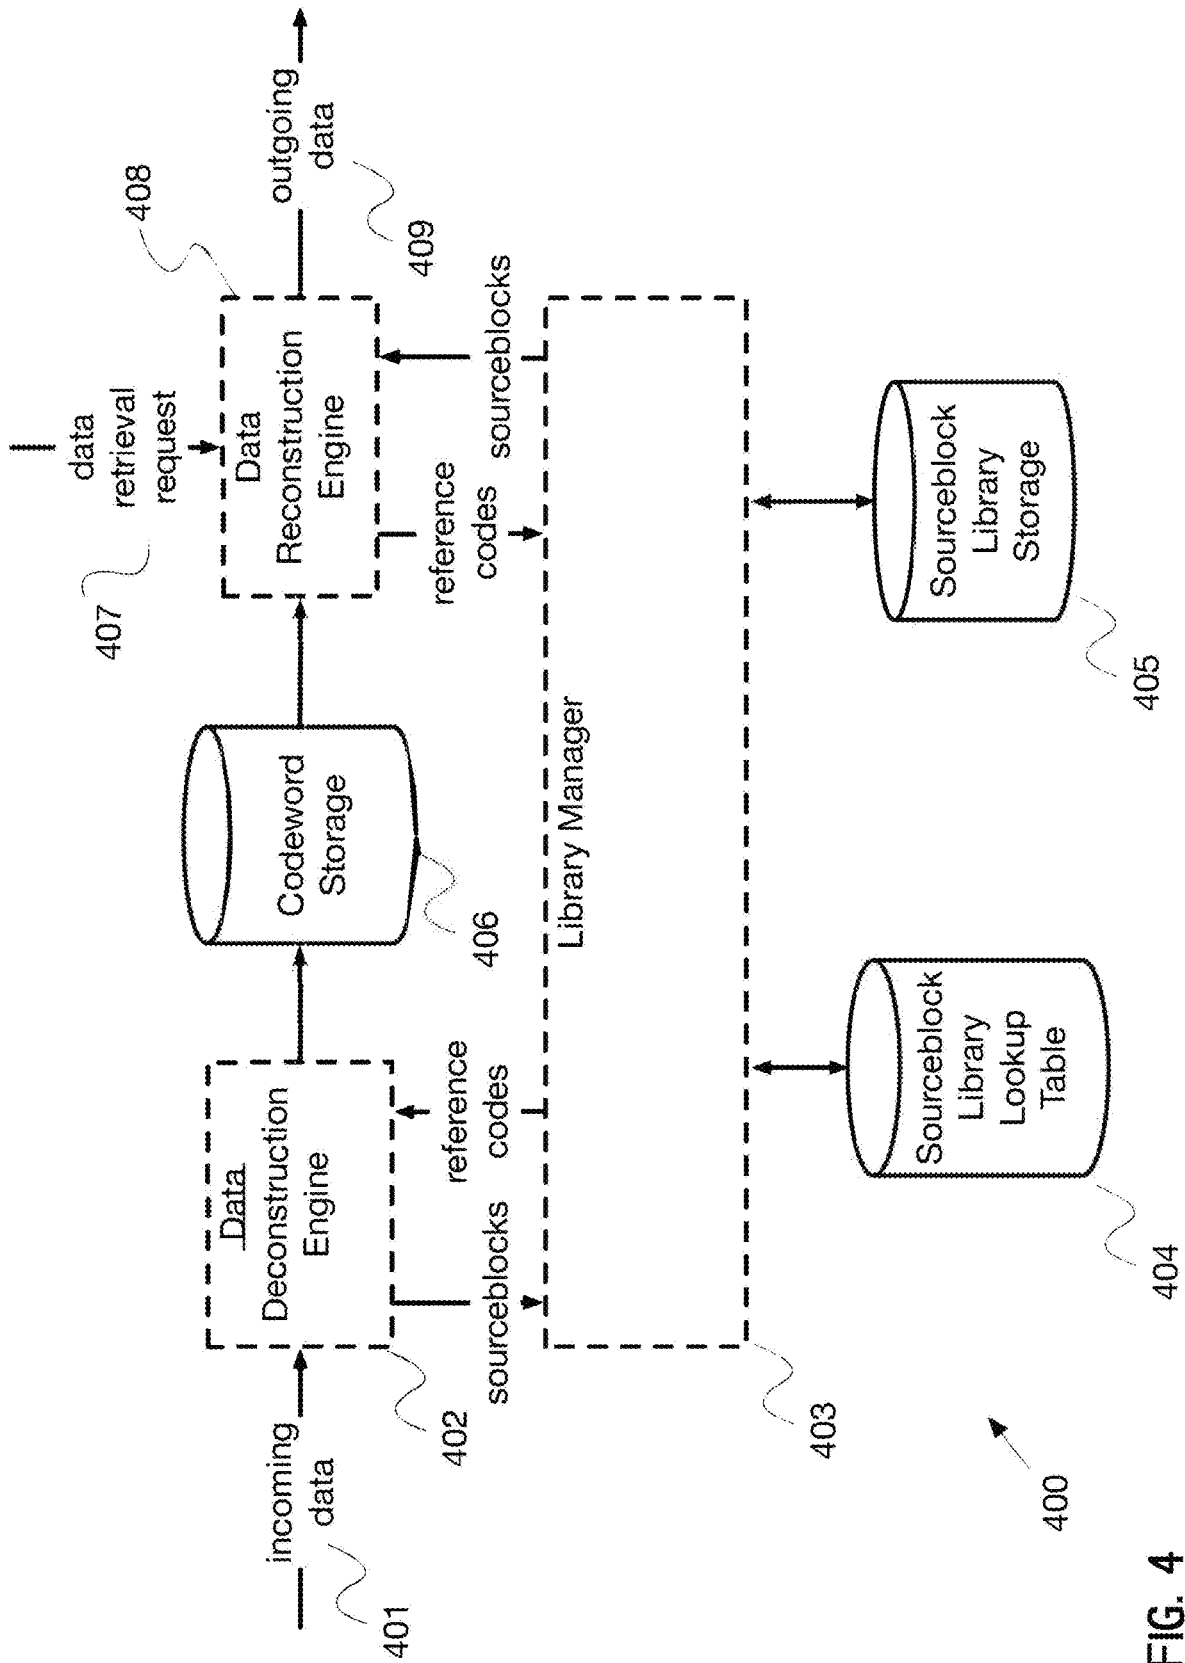 data
retrieval
request
407
408
incoming
data
401
Data
Deconstruction
Engine
402
Codeword
Storage
406
Data
Reconstruction
Engine
outgoing
data
409
sourceblocks
reference
codes
reference
codes
sourceblocks
Library Manager
403
Sourceblock
Library
Lookup
Table
404
Sourceblock
Library
Storage
405
400
FIG. 4